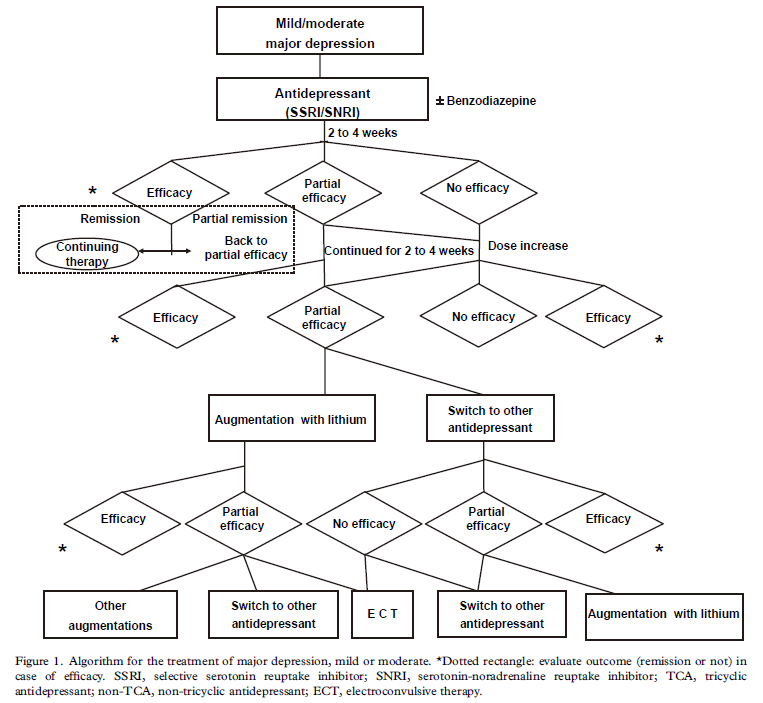 Mild/moderate
major depression
Antidepressant
(SSRI/SNRI)
± Benzodiazepine
2 to 4 weeks
*
Efficacy
Partial
efficacy
No efficacy
Remission
Partial remission
Continuing
therapy
Back to
partial efficacy
Continued for 2 to 4 weeks
Dose increase
Efficacy
*
Partial
efficacy
No efficacy
Efficacy
*
Augmentation with lithium
Switch to other
antidepressant
Efficacy
*
Partial
efficacy
No efficacy
Partial
efficacy
Efficacy
*
Other
augmentations
Switch to other
antidepressant
E C T
Switch to other
antidepressant
Augmentation with lithium
Figure 1. Algorithm for the treatment of major depression, mild or moderate. *Dotted rectangle: evaluate outcome (remission or not) in
case of efficacy. SSRI, selective serotonin reuptake inhibitor; SNRI, serotonin-noradrenaline reuptake inhibitor; TCA, tricyclic
antidepressant; non-TCA, non-tricyclic antidepressant; ECT, electroconvulsive therapy.